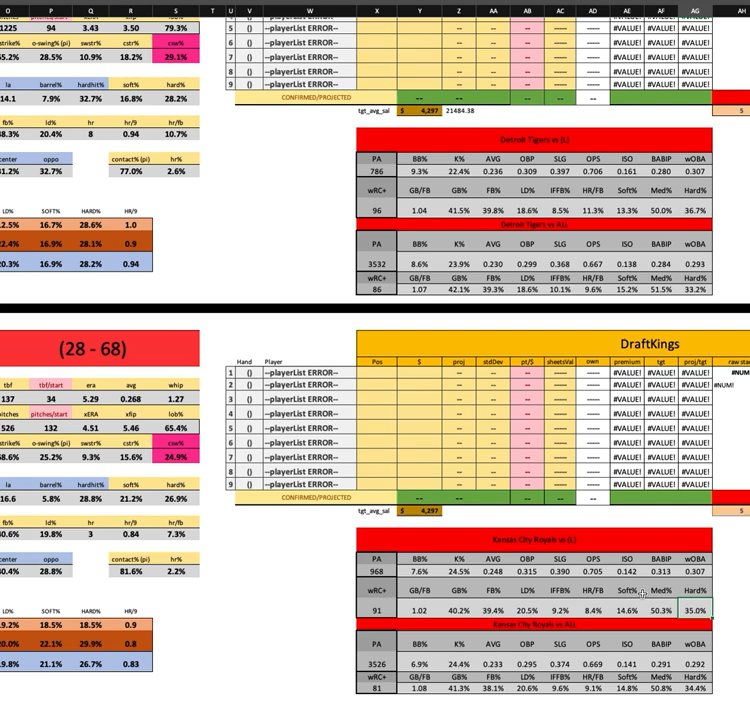 O P Q R S T U V W X Y Z AA AB AC AD AE AF AG AH
1225 94 3.43 3.50 79.3%
strike% o-swing% (pi) swstr% cstr% csw%
5.2% 28.5% 10.9% 18.2% 29.1%
la barrel% hardhit% soft% hard%
14.1 7.9% 32.7% 16.8% 28.2%
fb% ld% hr hr/9 hr/fb
38.3% 20.4% 8 0.94 10.7%
center oppo contact% (pi) hr%
31.2% 32.7% 77.0% 2.6%
LD% SOFT% HARD% HR/9
2.5% 16.7% 28.6% 1.0
2.4% 16.9% 28.1% 0.9
0.3% 16.9% 28.2% 0.94
5 () --playerList ERROR-- -- ----- -- ----- ----- #VALUE! #VALUE! #VALUE!
6 () --playerList ERROR-- -- ----- -- ----- ----- #VALUE! #VALUE! #VALUE!
7 () --playerList ERROR-- -- ----- -- ----- ----- #VALUE! #VALUE! #VALUE!
8 () --playerList ERROR-- -- ----- -- ----- ----- #VALUE! #VALUE! #VALUE!
9 () --playerList ERROR-- -- ----- -- ----- ----- #VALUE! #VALUE! #VALUE!
CONFIRMED/PROJECTED -- -- -- -- --
tgt_avg_sal $ 4,297 21484.38 5
Detroit Tigers vs (L)
PA BB% K% AVG OBP SLG OPS ISO BABIP wOBA
786 9.3% 22.4% 0.236 0.309 0.397 0.705 0.161 0.280 0.307
wRC+ GB/FB GB% FB% LD% IFFB% HR/FB Soft% Med% Hard%
96 1.04 41.5% 39.8% 18.6% 8.5% 11.3% 13.3% 50.0% 36.7%
Detroit Tigers vs ALL
PA BB% K% AVG OBP SLG OPS ISO BABIP wOBA
3532 8.6% 23.9% 0.230 0.299 0.368 0.667 0.138 0.284 0.293
wRC+ GB/FB GB% FB% LD% IFFB% HR/FB Soft% Med% Hard%
86 1.07 42.1% 39.3% 18.6% 10.1% 9.6% 15.2% 51.5% 33.2%
(28 - 68)
tbf tbf/start era avg whip
137 34 5.29 0.268 1.27
pitches pitches/start xERA xfip lob%
526 132 4.51 5.46 65.4%
strike% o-swing% (pi) swstr% cstr% csw%
8.6% 25.2% 9.3% 15.6% 24.9%
la barrel% hardhit% soft% hard%
16.6 5.8% 28.8% 21.2% 26.9%
fb% ld% hr hr/9 hr/fb
40.6% 19.8% 3 0.84 7.3%
center oppo contact% (pi) hr%
0.4% 28.8% 81.6% 2.2%
LD% SOFT% HARD% HR/9
9.2% 18.5% 18.5% 0.9
0.0% 22.1% 29.9% 0.8
9.8% 21.1% 26.7% 0.83
DraftKings
Hand Player Pos $ proj stdDev pt/$ sheetsVal own premium tgt proj/tgt raw sta
1 () --playerList ERROR-- -- ----- -- ----- ----- #VALUE! #VALUE! #VALUE! #NUM
2 () --playerList ERROR-- -- ----- -- ----- ----- #VALUE! #VALUE! #VALUE! #NUM!
3 () --playerList ERROR-- -- ----- -- ----- ----- #VALUE! #VALUE! #VALUE!
4 () --playerList ERROR-- -- ----- -- ----- ----- #VALUE! #VALUE! #VALUE!
5 () --playerList ERROR-- -- ----- -- ----- ----- #VALUE! #VALUE! #VALUE!
6 () --playerList ERROR-- -- ----- -- ----- ----- #VALUE! #VALUE! #VALUE!
7 () --playerList ERROR-- -- ----- -- ----- ----- #VALUE! #VALUE! #VALUE!
8 () --playerList ERROR-- -- ----- -- ----- ----- #VALUE! #VALUE! #VALUE!
9 () --playerList ERROR-- -- ----- -- ----- ----- #VALUE! #VALUE! #VALUE!
CONFIRMED/PROJECTED -- -- -- -- --
tgt_avg_sal $ 4,297 5
Kansas City Royals vs (L)
PA BB% K% AVG OBP SLG OPS ISO BABIP wOBA
968 7.6% 24.5% 0.248 0.315 0.390 0.705 0.142 0.313 0.307
wRC+ GB/FB GB% FB% LD% IFFB% HR/FB Soft% Med% Hard%
91 1.02 40.2% 39.4% 20.5% 9.2% 8.4% 14.6% 50.3% 35.0%
Kansas City Royals vs ALL
PA BB% K% AVG OBP SLG OPS ISO BABIP wOBA
3526 6.9% 24.4% 0.233 0.295 0.374 0.669 0.141 0.291 0.292
wRC+ GB/FB GB% FB% LD% IFFB% HR/FB Soft% Med% Hard%
81 1.08 41.3% 38.1% 20.6% 9.6% 9.1% 14.8% 50.8% 34.4%